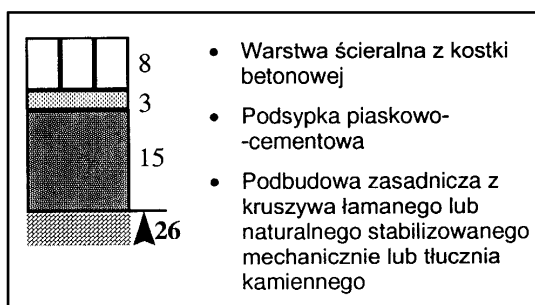 8
3
15
26
• Warstwa ścieralna z kostki
betonowej
• Podsypka piaskowo-
-cementowa
• Podbudowa zasadnicza z
kruszywa łamanego lub
naturalnego stabilizowanego
mechanicznie lub tłucznia
kamiennego